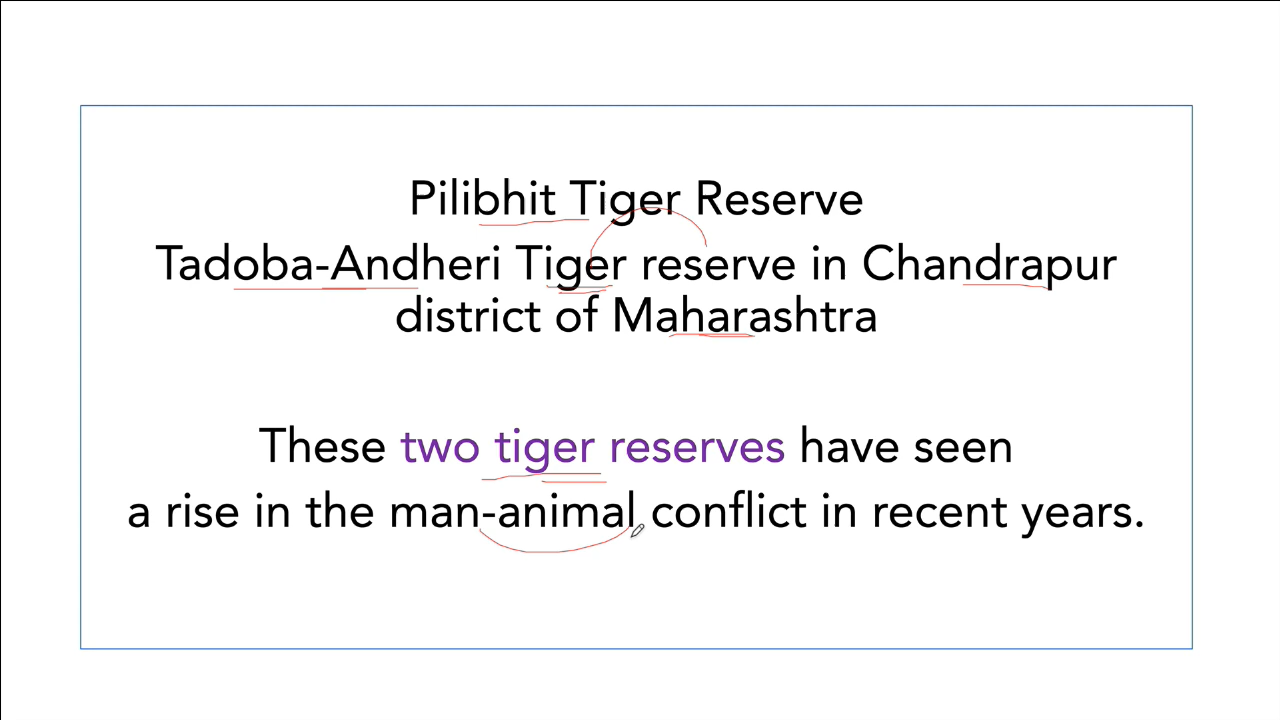 Pilibhit Tiger Reserve
Tadoba-Andheri Tiger reserve in Chandrapur
district of Maharashtra
These two tiger reserves have seen
a rise in the man-animal conflict in recent years.